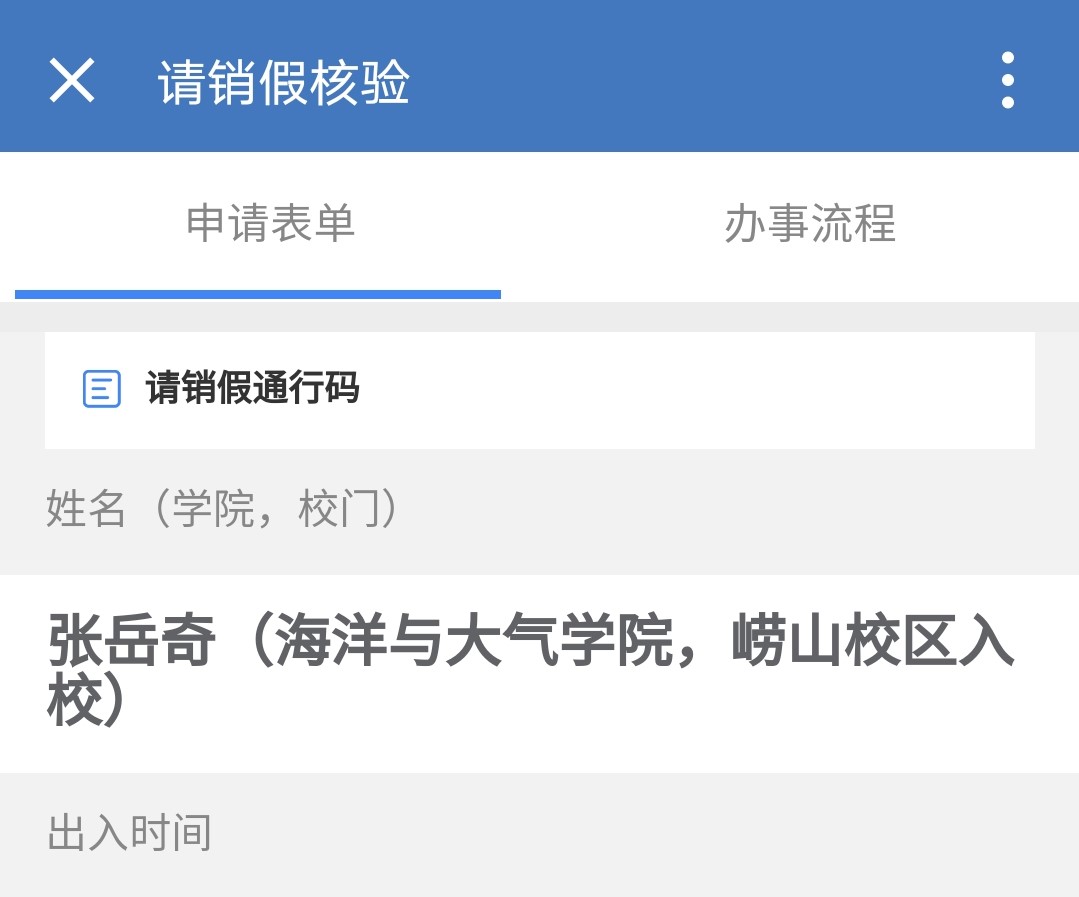 请销假核验
申请表单
办事流程
请销假通行码
姓名（学院，校门）
张岳奇（海洋与大气学院，崂山校区入
校）
出入时间